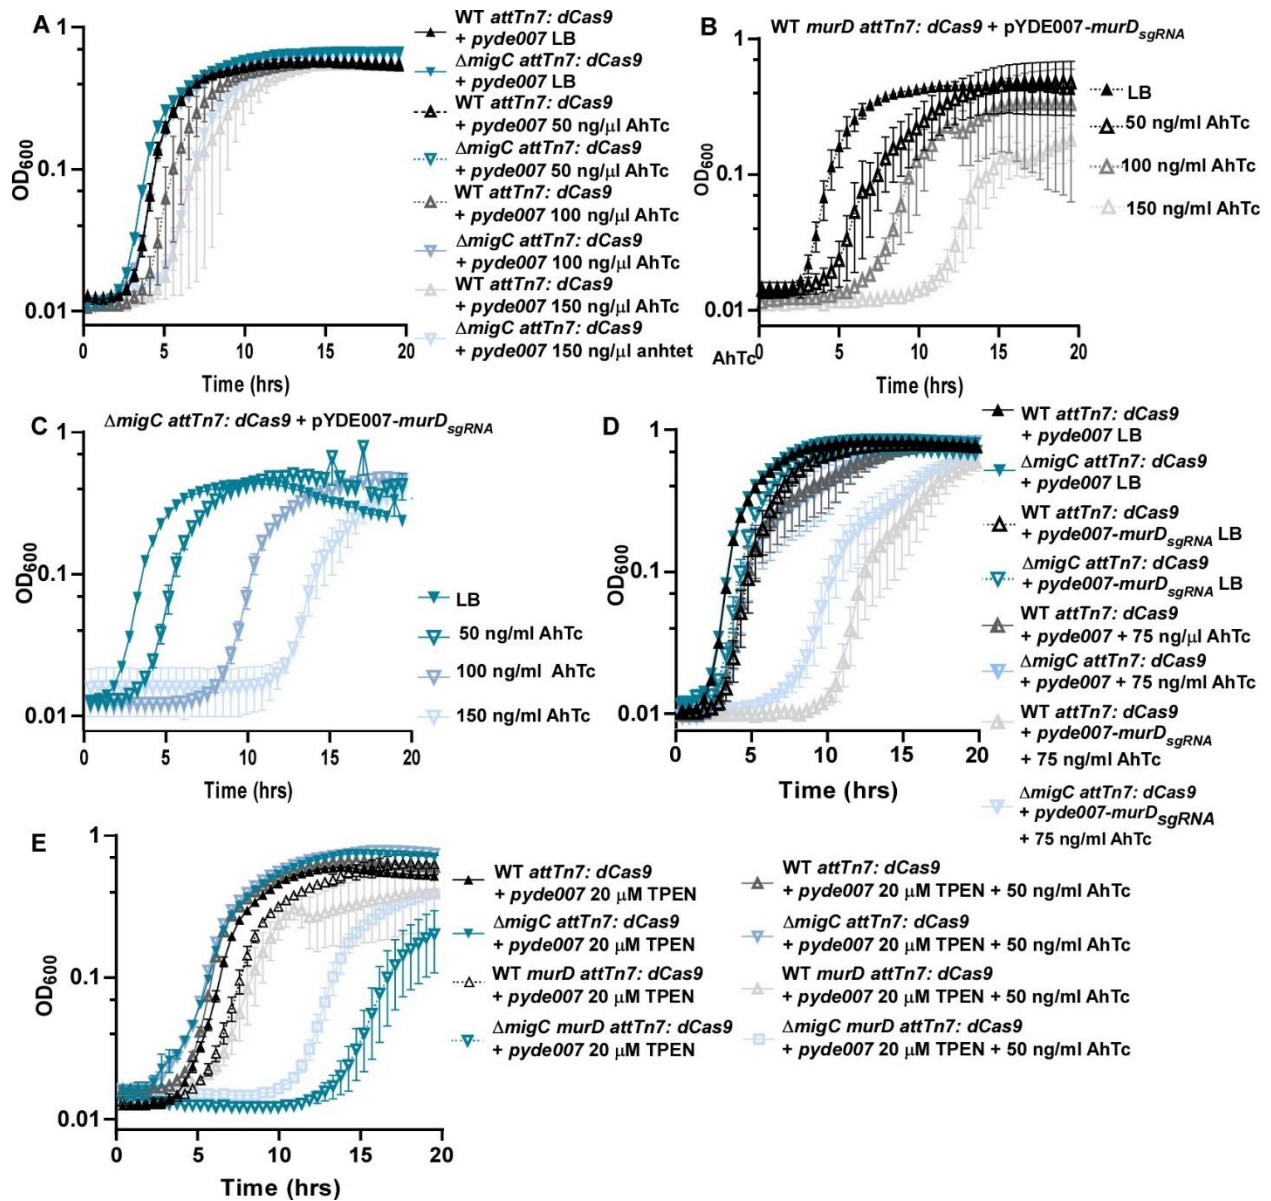 A
1
0.1
0.01
OD600
0 5 10 15 20
Time (hrs)
WT attTn7: dCas9
+ pyde007 LB
ΔmigC attTn7: dCas9
+ pyde007 LB
WT attTn7: dCas9
+ pyde007 50 ng/μl AhTc
ΔmigC attTn7: dCas9
+ pyde007 50 ng/μl AhTc
WT attTn7: dCas9
+ pyde007 100 ng/μl AhTc
ΔmigC attTn7: dCas9
+ pyde007 100 ng/μl AhTc
WT attTn7: dCas9
+ pyde007 150 ng/μl AhTc
ΔmigC attTn7: dCas9
+ pyde007 150 ng/μl anhtet
B
WT murD attTn7: dCas9 + pYDE007-murDsgRNA
1
0.1
0.01
OD600
AhTc
0 5 10 15 20
Time (hrs)
LB
50 ng/ml AhTc
100 ng/ml AhTc
150 ng/ml AhTc
C
ΔmigC attTn7: dCas9 + pYDE007-murDsgRNA
1
0.1
0.01
OD600
0 5 10 15 20
Time (hrs)
LB
50 ng/ml AhTc
100 ng/ml AhTc
150 ng/ml AhTc
D
1
0.1
0.01
OD600
0 5 10 15 20
Time (hrs)
WT attTn7: dCas9
+ pyde007 LB
ΔmigC attTn7: dCas9
+ pyde007 LB
WT attTn7: dCas9
+ pyde007-murDsgRNA LB
ΔmigC attTn7: dCas9
+ pyde007-murDsgRNA LB
WT attTn7: dCas9
+ pyde007 + 75 ng/μl AhTc
ΔmigC attTn7: dCas9
+ pyde007 + 75 ng/ml AhTc
WT attTn7: dCas9
+ pyde007-murDsgRNA
+ 75 ng/ml AhTc
ΔmigC attTn7: dCas9
+ pyde007-murDsgRNA
+ 75 ng/ml AhTc
E
1
0.1
0.01
OD600
0 5 10 15 20
Time (hrs)
WT attTn7: dCas9
+ pyde007 20 μM TPEN
ΔmigC attTn7: dCas9
+ pyde007 20 μM TPEN
WT murD attTn7: dCas9
+ pyde007 20 μM TPEN
ΔmigC murD attTn7: dCas9
+ pyde007 20 μM TPEN
WT attTn7: dCas9
+ pyde007 20 μM TPEN + 50 ng/ml AhTc
ΔmigC attTn7: dCas9
+ pyde007 20 μM TPEN + 50 ng/ml AhTc
WT murD attTn7: dCas9
+ pyde007 20 μM TPEN + 50 ng/ml AhTc
ΔmigC murD attTn7: dCas9
+ pyde007 20 μM TPEN + 50 ng/ml AhTc